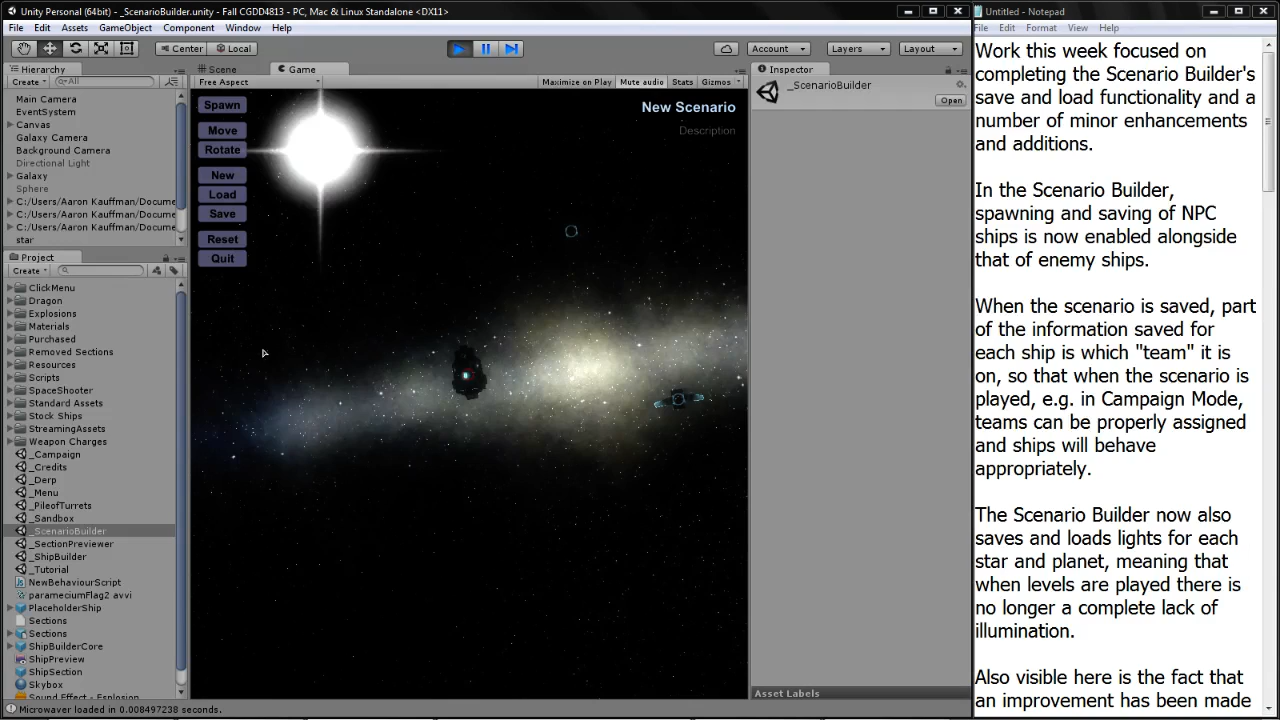 Unity Personal (64bit) - _ScenarioBuilder.unity - Fall CGDD4813 - PC, Mac & Linux Standalone <DX11>
File Edit Assets GameObject Component Window Help
Center Local
Account Layers Layout
Hierarchy
Create All
Main Camera
EventSystem
Canvas
Galaxy Camera
Background Camera
Directional Light
Galaxy
Sphere
C:/Users/Aaron Kauffman/Docume
C:/Users/Aaron Kauffman/Docume
C:/Users/Aaron Kauffman/Docume
star
Project
Create
ClickMenu
Dragon
Explosions
Materials
Purchased
Removed Sections
Resources
Scripts
SpaceShooter
Standard Assets
Stock Ships
StreamingAssets
Weapon Charges
_Campaign
_Credits
_Derp
_Menu
_PileofTurrets
_Sandbox
_ScenarioBuilder
_SectionPreviewer
_ShipBuilder
_Tutorial
NewBehaviourScript
parameciumFlag2 avvi
PlaceholderShip
Sections
Sections
ShipBuilderCore
ShipPreview
ShipSection
Skybox
Sound Effect - Explosion
Microwaver loaded in 0.008497238 seconds.
Scene Game
Free Aspect Maximize on Play Mute audio Stats Gizmos
Spawn
Move
Rotate
New
Load
Save
Reset
Quit
New Scenario
Description
Inspector
_ScenarioBuilder
Open
Asset Labels
Untitled - Notepad
File Edit Format View Help
Work this week focused on
completing the Scenario Builder's
save and load functionality and a
number of minor enhancements
and additions.
In the Scenario Builder,
spawning and saving of NPC
ships is now enabled alongside
that of enemy ships.
When the scenario is saved, part
of the information saved for
each ship is which "team" it is
on, so that when the scenario is
played, e.g. in Campaign Mode,
teams can be properly assigned
and ships will behave
appropriately.
The Scenario Builder now also
saves and loads lights for each
star and planet, meaning that
when levels are played there is
no longer a complete lack of
illumination.
Also visible here is the fact that
an improvement has been made